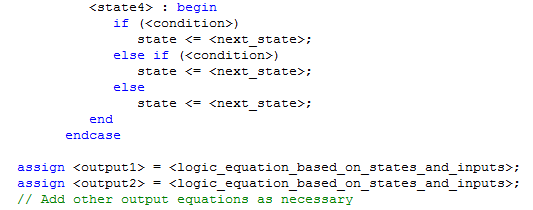 <state4> : begin
if (<condition>)
state <= <next_state>;
else if (<condition>)
state <= <next_state>;
else
state <= <next_state>;
end
endcase
assign <output1> = <logic_equation_based_on_states_and_inputs>;
assign <output2> = <logic_equation_based_on_states_and_inputs>;
// Add other output equations as necessary